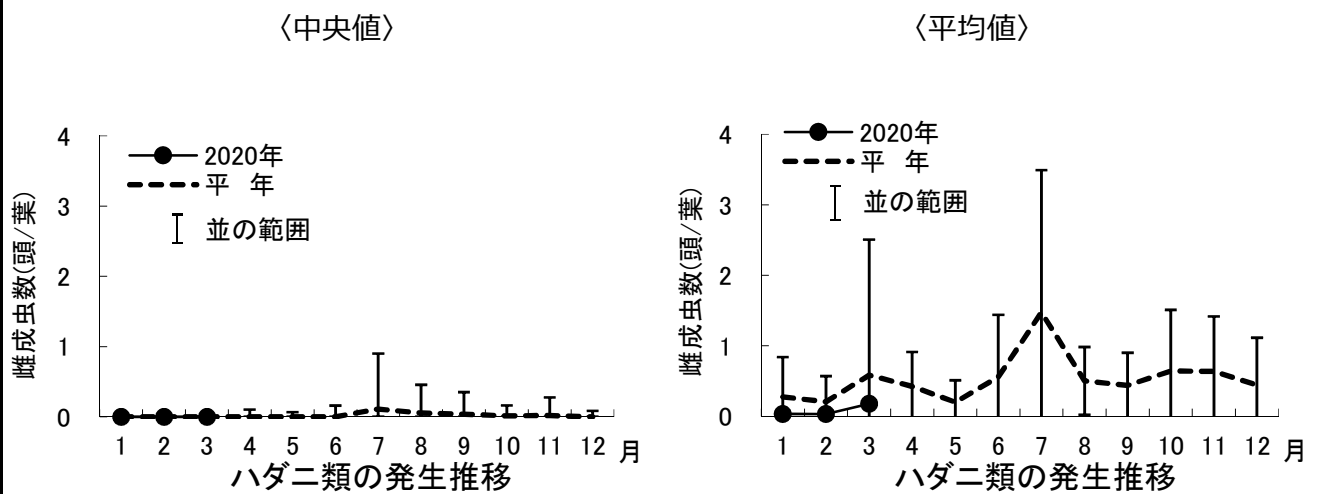 〈中央値〉
4
3
2
1
0
雌成虫数(頭/葉)
2020年
平　年
並の範囲
1 2 3 4 5 6 7 8 9 10 11 12 月
ハダニ類の発生推移
〈平均値〉
4
3
2
1
0
雌成虫数(頭/葉)
2020年
平　年
並の範囲
1 2 3 4 5 6 7 8 9 10 11 12 月
ハダニ類の発生推移